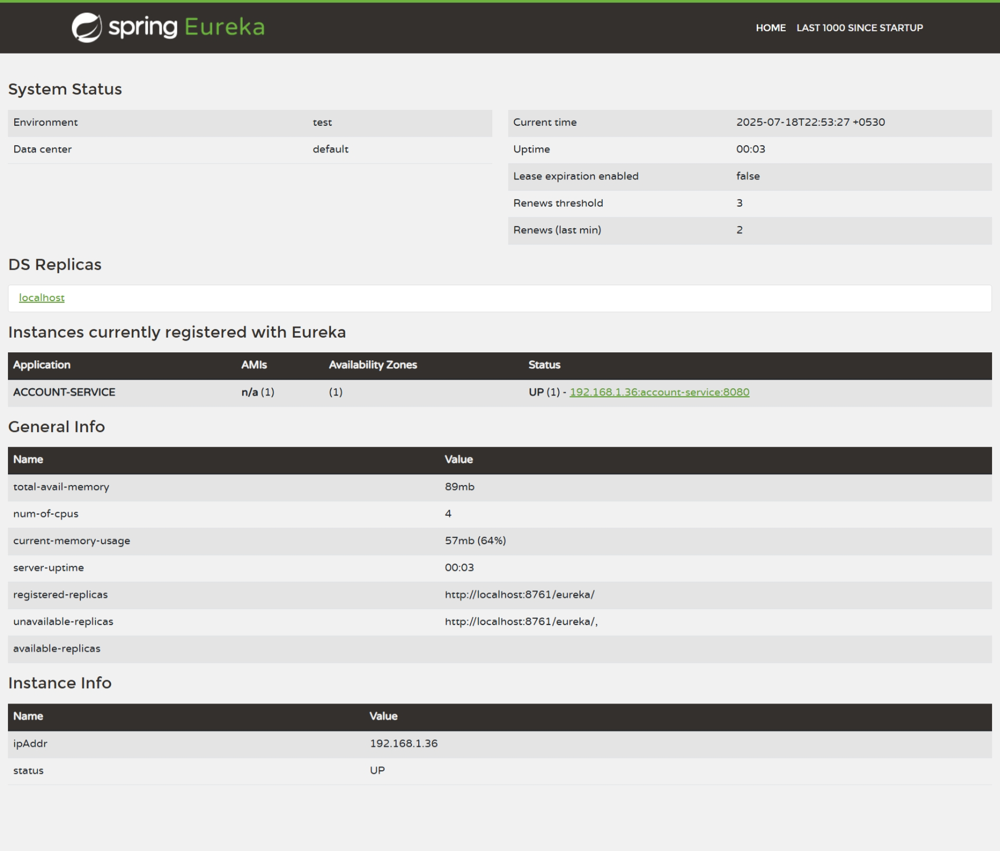 spring Eureka
HOME LAST 1000 SINCE STARTUP
System Status
Environment test
Data center default
Current time 2025-07-18T22:53:27 +0530
Uptime 00:03
Lease expiration enabled false
Renews threshold 3
Renews (last min) 2
DS Replicas
localhost
Instances currently registered with Eureka
Application AMIs Availability Zones Status
ACCOUNT-SERVICE n/a (1) (1) UP (1) - 192.168.1.36:account-service:8080
General Info
Name Value
total-avail-memory 89mb
num-of-cpus 4
current-memory-usage 57mb (64%)
server-uptime 00:03
registered-replicas http://localhost:8761/eureka/
unavailable-replicas http://localhost:8761/eureka/,
available-replicas
Instance Info
Name Value
ipAddr 192.168.1.36
status UP